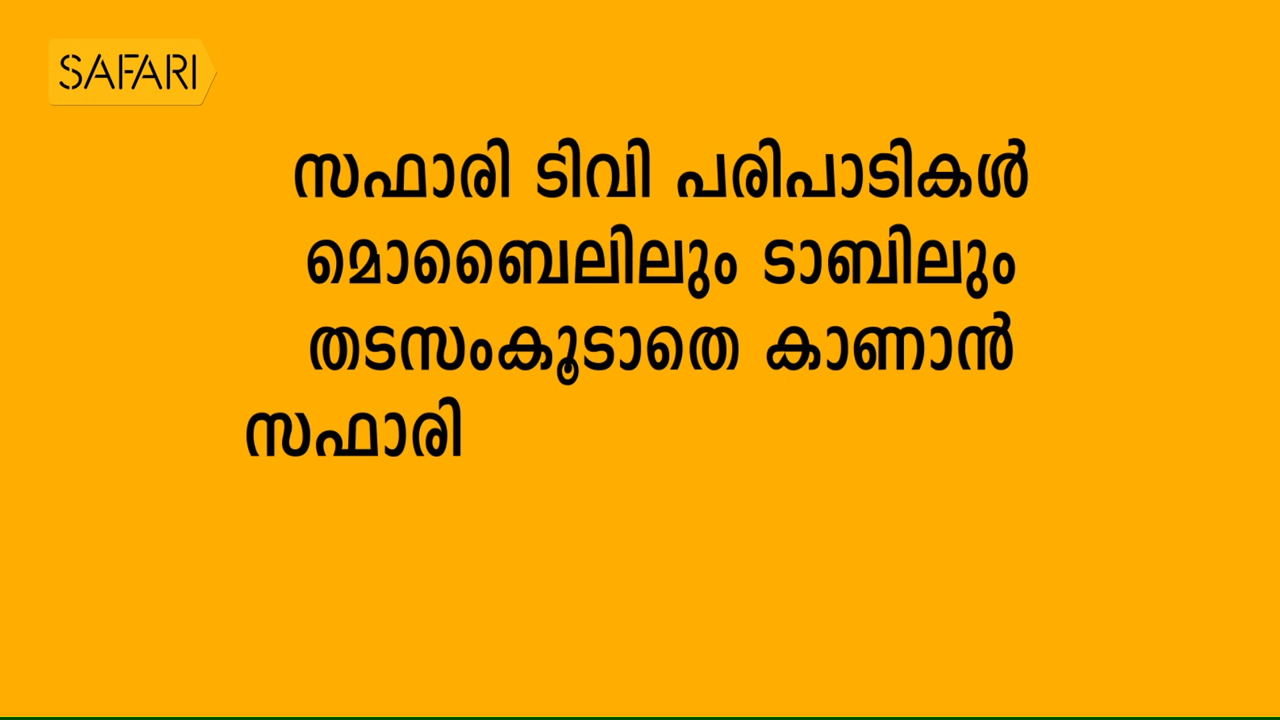 SAFARI
സഫാരി ടിവി പരിപാടികൾ
മൊബൈലിലും ടാബിലും
തടസംകൂടാതെ കാണാൻ
സഫാരി